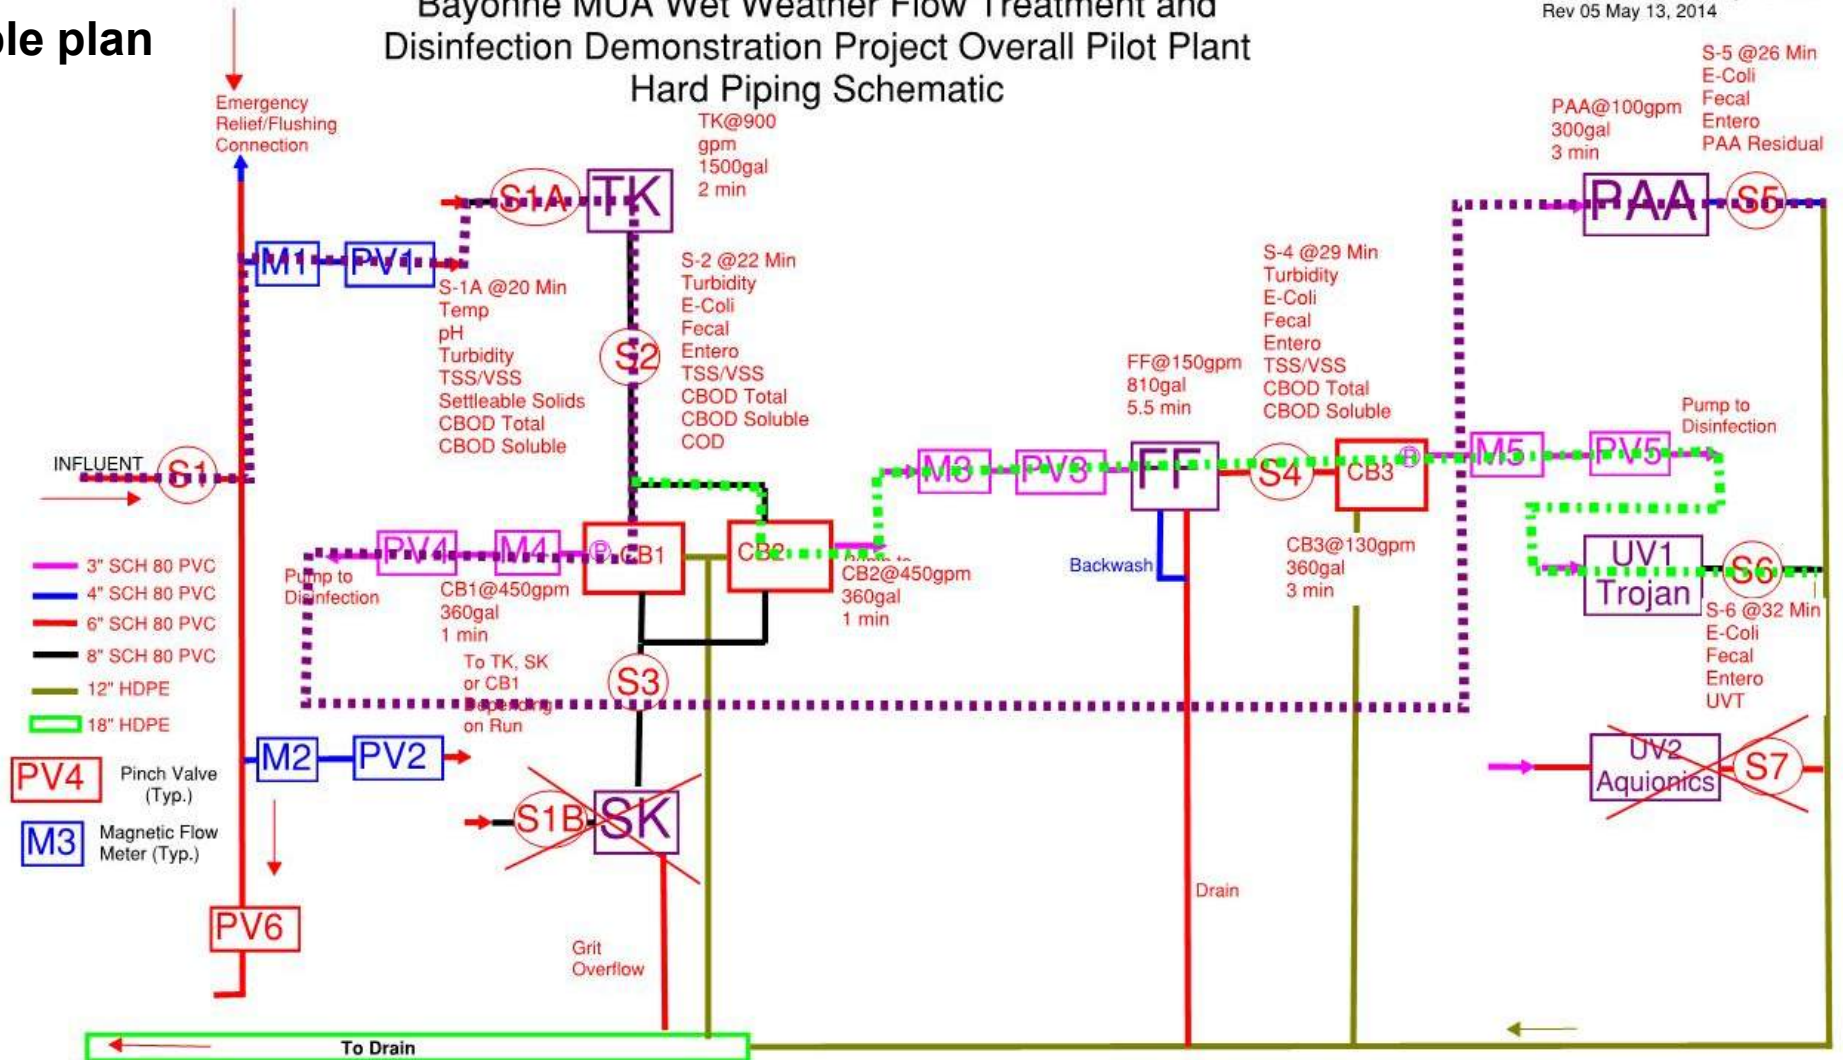 ple plan
Bayonne MUA Wet Weather Flow Treatment and
Disinfection Demonstration Project Overall Pilot Plant
Hard Piping Schematic
Rev 05 May 13, 2014
Emergency
Relief/Flushing
Connection
TK@900
gpm
1500gal
2 min
PAA@100gpm
300gal
3 min
S-5 @26 Min
E-Coli
Fecal
Entero
PAA Residual
S1A
TK
PAA
S5
M1
PV1
S-1A @20 Min
Temp
pH
Turbidity
TSS/VSS
Settleable Solids
CBOD Total
CBOD Soluble
S2
S-2 @22 Min
Turbidity
E-Coli
Fecal
Entero
TSS/VSS
CBOD Total
CBOD Soluble
COD
S-4 @29 Min
Turbidity
E-Coli
Fecal
Entero
TSS/VSS
CBOD Total
CBOD Soluble
FF@150gpm
810gal
5.5 min
Pump to
Disinfection
INFLUENT
S1
M3
PV3
FF
S4
CB3
P
M5
PV5
PV4
M4
P
CB1
CB2
Pump to
Disinfection
CB1@450gpm
360gal
1 min
CB2@450gpm
360gal
1 min
Backwash
CB3@130gpm
360gal
3 min
UV1
Trojan
S6
S-6 @32 Min
E-Coli
Fecal
Entero
UVT
3" SCH 80 PVC
4" SCH 80 PVC
6" SCH 80 PVC
8" SCH 80 PVC
12" HDPE
18" HDPE
To TK, SK
or CB1
Depending
on Run
S3
M2
PV2
PV4
Pinch Valve
(Typ.)
M3
Magnetic Flow
Meter (Typ.)
S1B
SK
UV2
Aquionics
S7
PV6
Grit
Overflow
Drain
To Drain